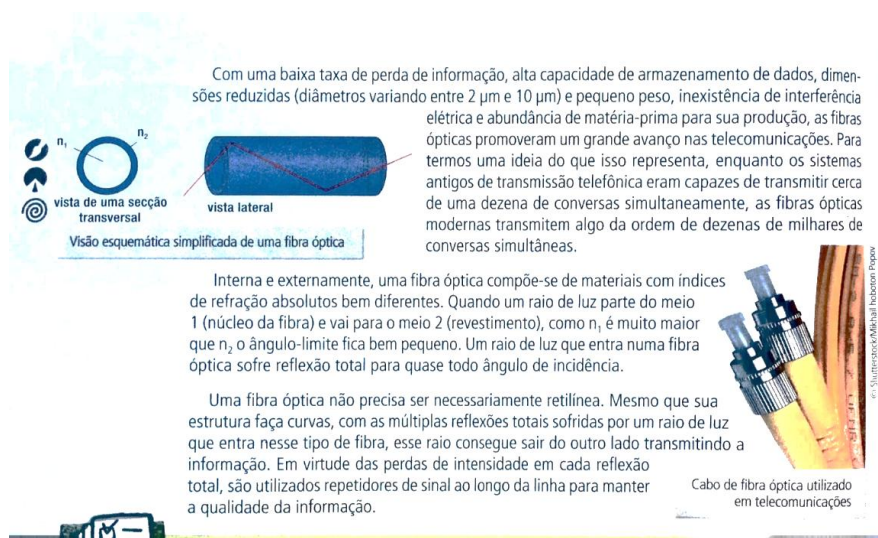 Com uma baixa taxa de perda de informação, alta capacidade de armazenamento de dados, dimen-
sões reduzidas (diâmetros variando entre 2 µm e 10 µm) e pequeno peso, inexistência de interferência
elétrica e abundância de matéria-prima para sua produção, as fibras
ópticas promoveram um grande avanço nas telecomunicações. Para
termos uma ideia do que isso representa, enquanto os sistemas
antigos de transmissão telefônica eram capazes de transmitir cerca
de uma dezena de conversas simultaneamente, as fibras ópticas
modernas transmitem algo da ordem de dezenas de milhares de
conversas simultâneas.
n₁
n₂
vista de uma secção
transversal
vista lateral
Visão esquemática simplificada de uma fibra óptica
Interna e externamente, uma fibra óptica compõe-se de materiais com índices
de refração absolutos bem diferentes. Quando um raio de luz parte do meio
1 (núcleo da fibra) e vai para o meio 2 (revestimento), como n₁ é muito maior
que n₂ o ângulo-limite fica bem pequeno. Um raio de luz que entra numa fibra
óptica sofre reflexão total para quase todo ângulo de incidência.
Uma fibra óptica não precisa ser necessariamente retilínea. Mesmo que sua
estrutura faça curvas, com as múltiplas reflexões totais sofridas por um raio de luz
que entra nesse tipo de fibra, esse raio consegue sair do outro lado transmitindo a
informação. Em virtude das perdas de intensidade em cada reflexão
total, são utilizados repetidores de sinal ao longo da linha para manter
a qualidade da informação.
Cabo de fibra óptica utilizado
em telecomunicações
Shutterstock/Mikhail hoboton Popov